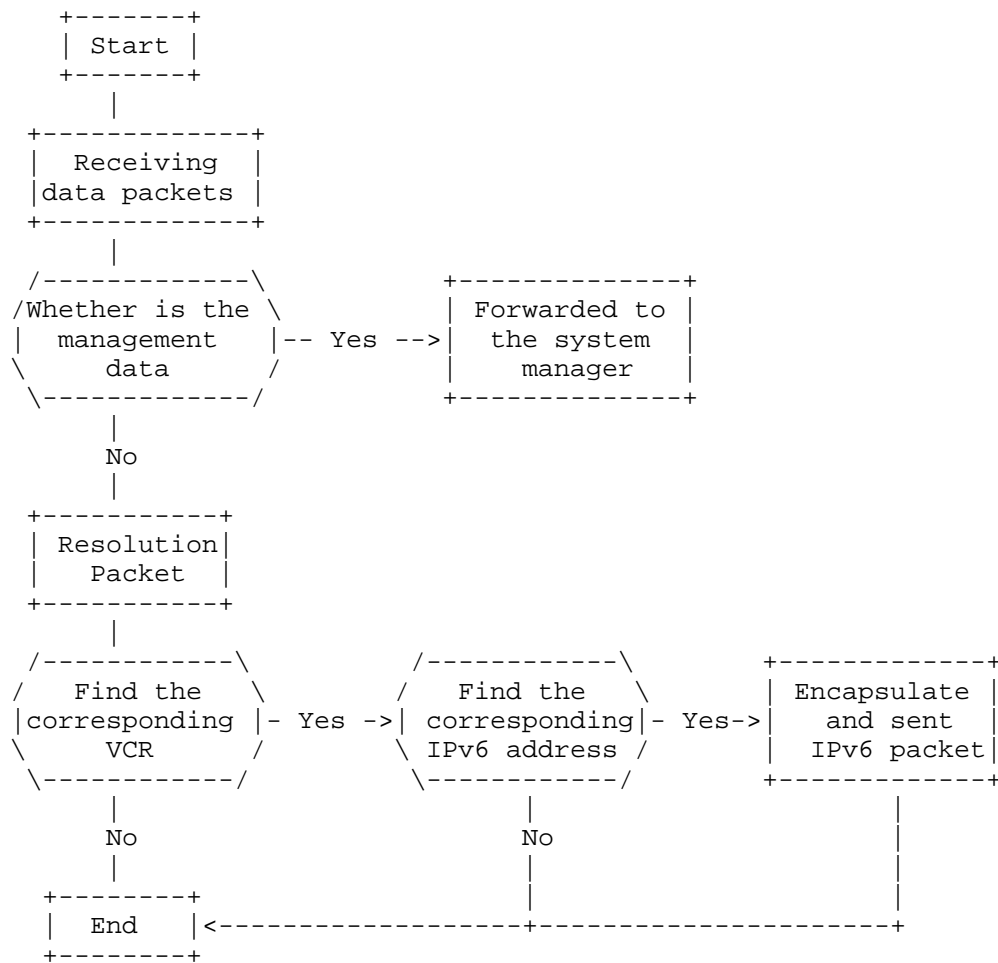 Start
Receiving
data packets
Whether is the
management
data
Yes
Forwarded to
the system
manager
No
Resolution
Packet
Find the
corresponding
VCR
Yes
Find the
corresponding
IPv6 address
Yes
Encapsulate
and sent
IPv6 packet
No
No
End